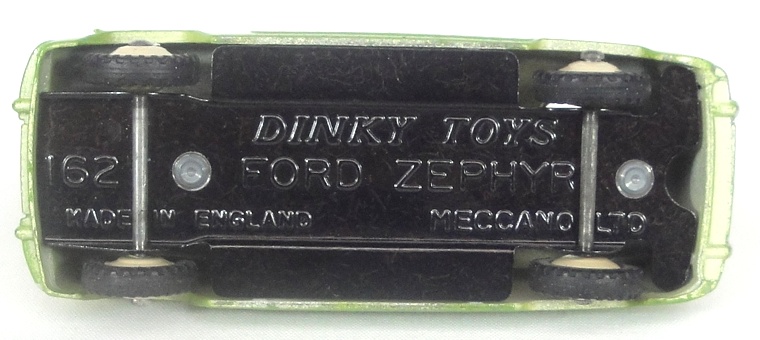 DINKY TOYS
162 FORD ZEPHYR
MADE IN ENGLAND MECCANO LTD